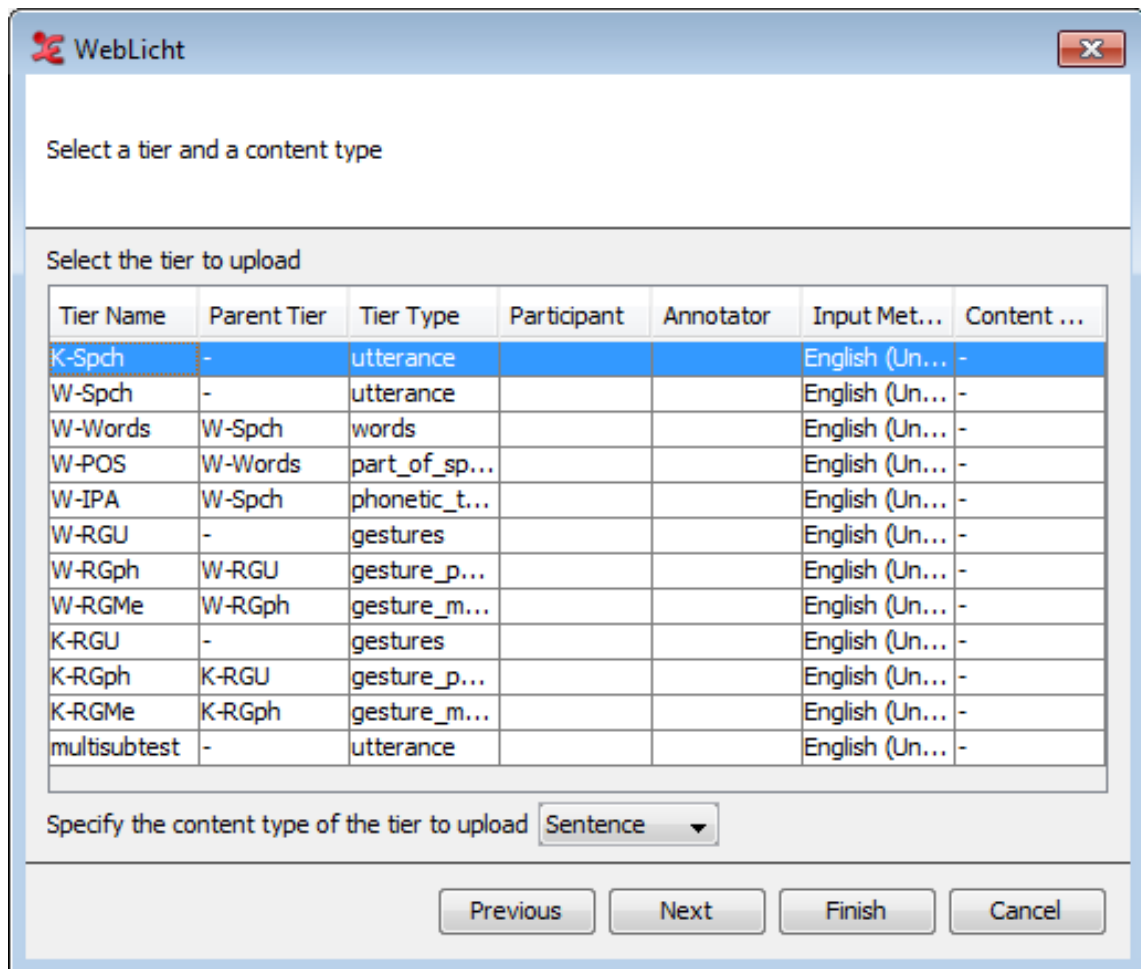 WebLicht
Select a tier and a content type
Select the tier to upload
Tier Name Parent Tier Tier Type Participant Annotator Input Met... Content ...
K-Spch - utterance English (Un... -
W-Spch - utterance English (Un... -
W-Words W-Spch words English (Un... -
W-POS W-Words part_of_sp... English (Un... -
W-IPA W-Spch phonetic_t... English (Un... -
W-RGU - gestures English (Un... -
W-RGph W-RGU gesture_p... English (Un... -
W-RGMe W-RGph gesture_m... English (Un... -
K-RGU - gestures English (Un... -
K-RGph K-RGU gesture_p... English (Un... -
K-RGMe K-RGph gesture_m... English (Un... -
multisubtest - utterance English (Un... -
Specify the content type of the tier to upload Sentence
Previous Next Finish Cancel